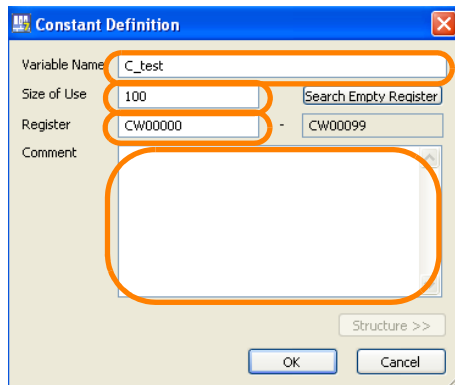 Constant Definition
Variable Name C_test
Size of Use 100 Search Empty Register
Register CW00000 - CW00099
Comment
Structure >>
OK Cancel